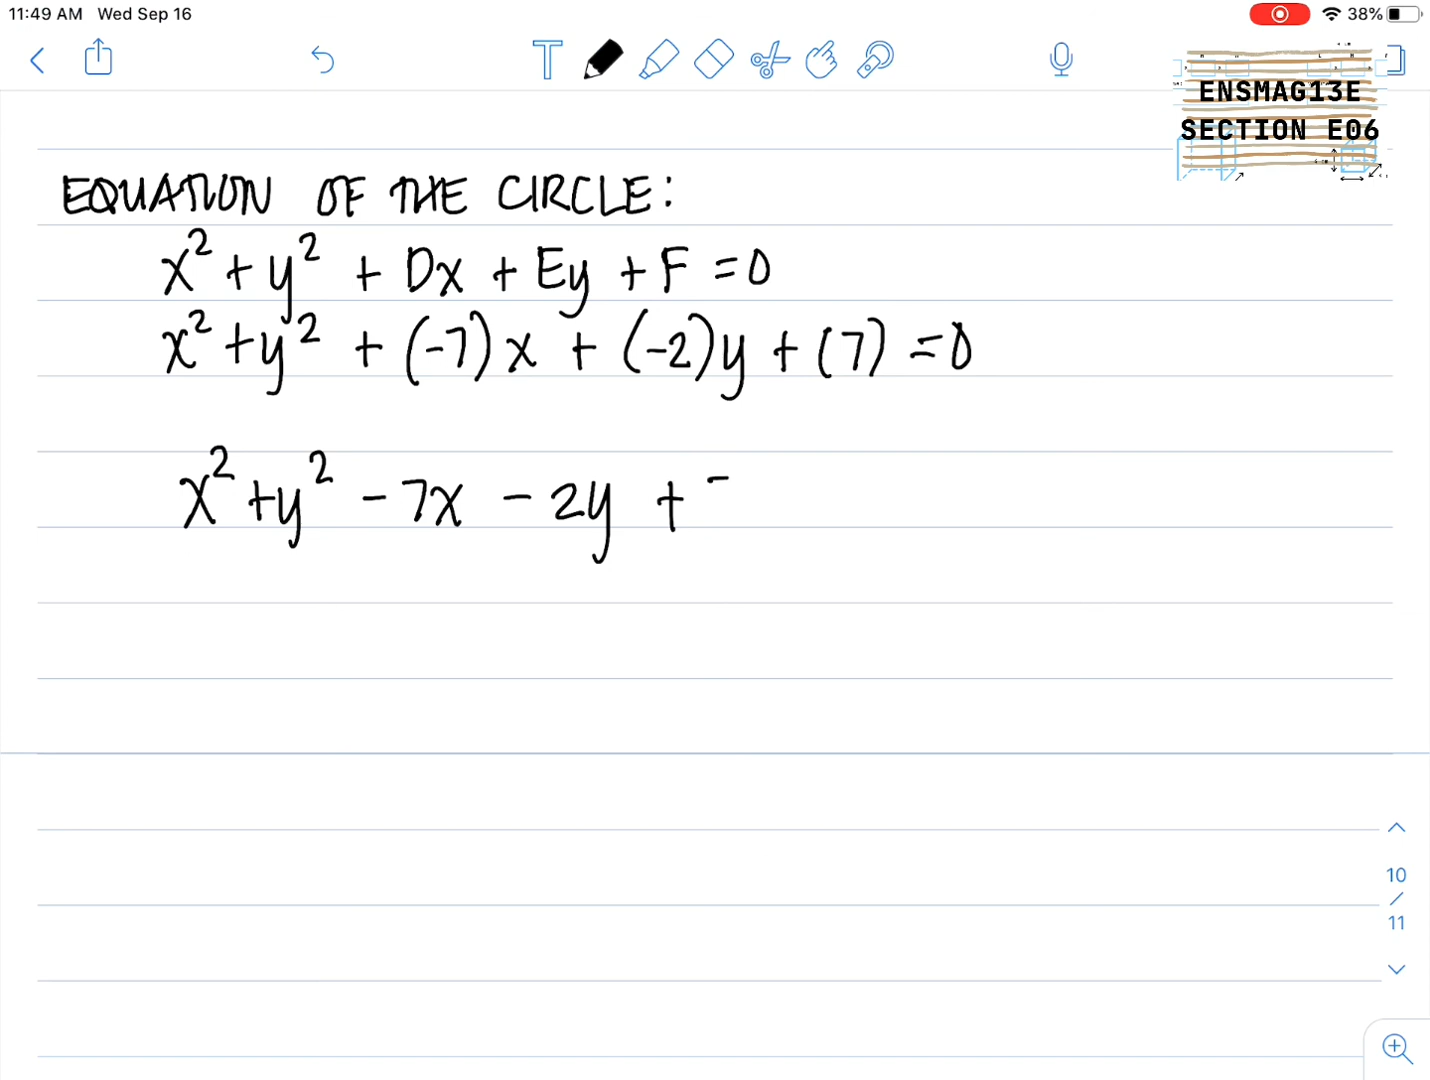 11:49 AM Wed Sep 16
38%
T
ENSMAG13E
SECTION E06
EQUATION OF THE CIRCLE:
x² + y² + Dx + Ey + F = 0
x² + y² + (-7)x + (-2)y + (7) = 0
x² + y² - 7x - 2y + -
10
/
11